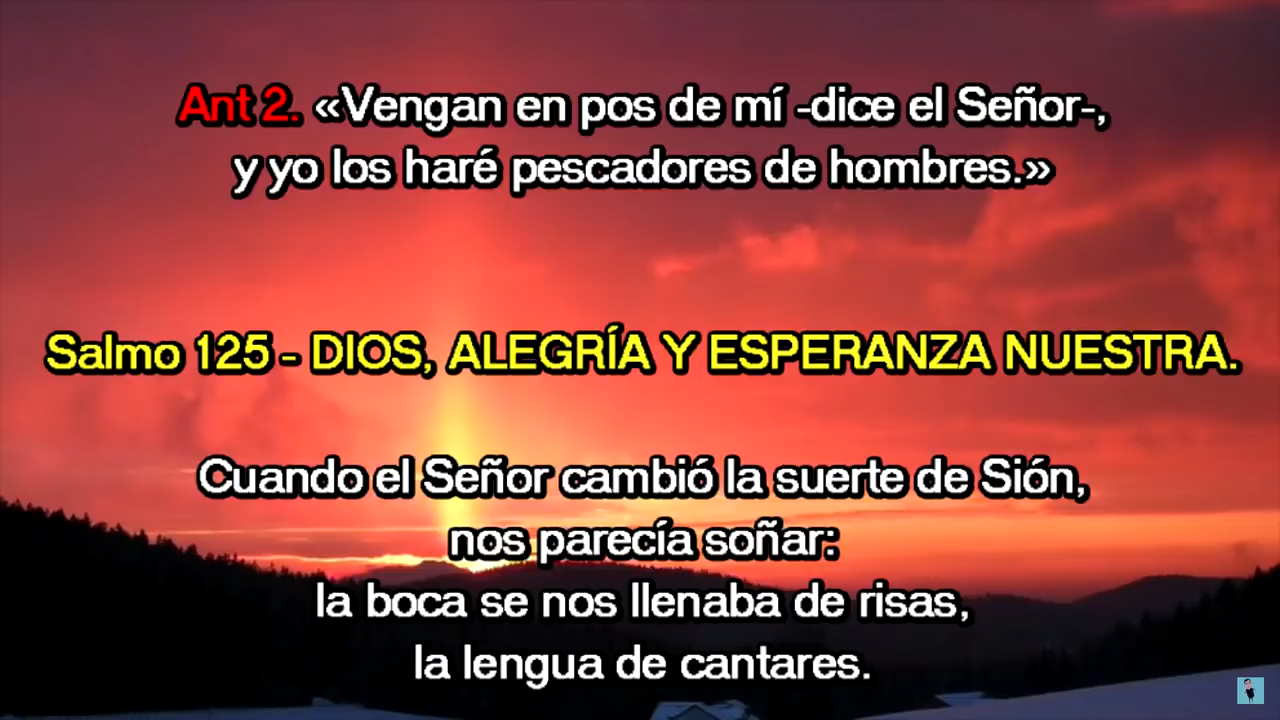 Ant 2. «Vengan en pos de mí -dice el Señor-,
y yo los haré pescadores de hombres.»
Salmo 125 - DIOS, ALEGRÍA Y ESPERANZA NUESTRA.
Cuando el Señor cambió la suerte de Sión,
nos parecía soñar:
la boca se nos llenaba de risas,
la lengua de cantares.